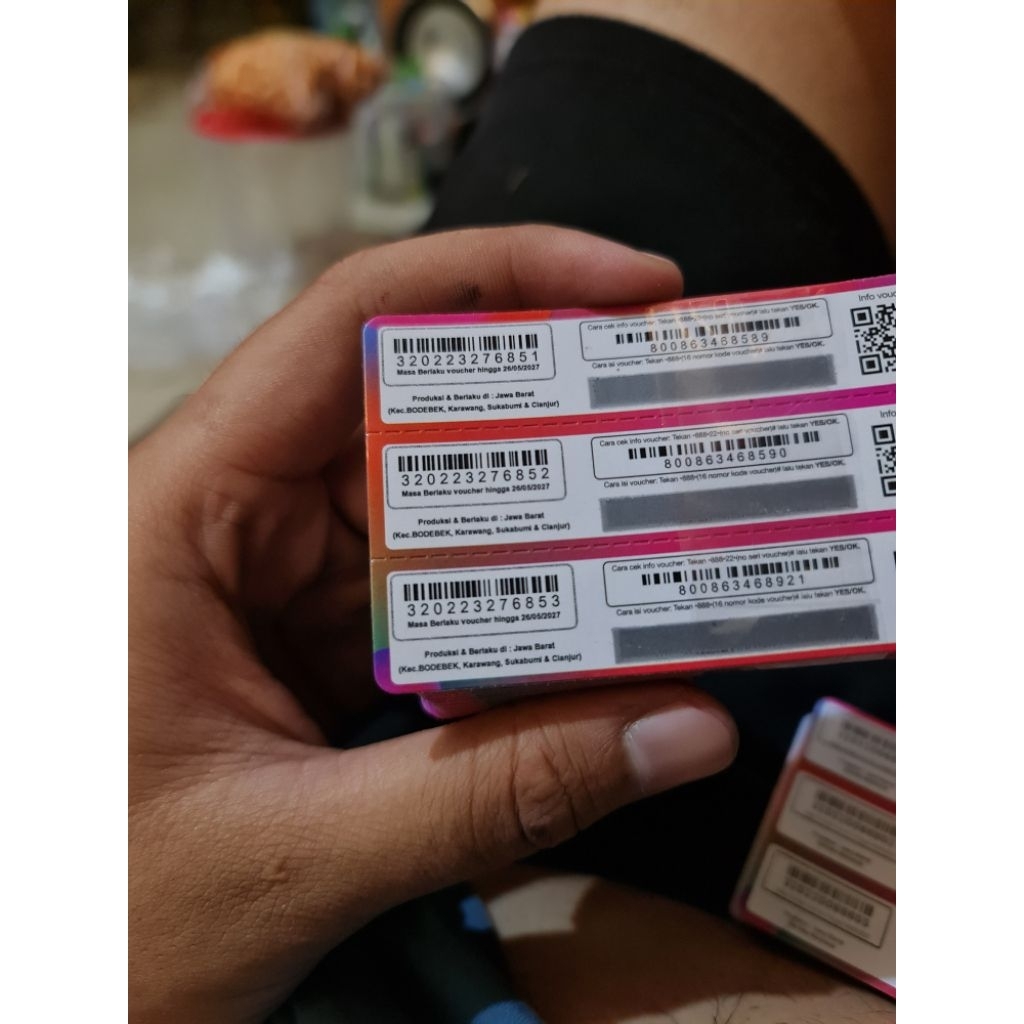 320223276851
Masa Berlaku voucher hingga 26/05/2027
Produksi & Berlaku di : Jawa Barat
(Kec.BODEBEK, Karawang, Sukabumi & Cianjur)
Cara cek info voucher: Tekan *888*22*(no seri voucher)# lalu tekan YES/OK.
800863468589
Cara isi voucher: Tekan *888*(16 nomor kode voucher)# lalu tekan YES/OK.
Info
320223276852
Masa Berlaku voucher hingga 26/05/2027
Produksi & Berlaku di : Jawa Barat
(Kec.BODEBEK, Karawang, Sukabumi & Cianjur)
Cara cek info voucher: Tekan *888*22*(no seri voucher)# lalu tekan YES/OK.
800863468590
Cara isi voucher: Tekan *888*(16 nomor kode voucher)# lalu tekan YES/OK.
Info
320223276853
Masa Berlaku voucher hingga 26/05/2027
Produksi & Berlaku di : Jawa Barat
(Kec.BODEBEK, Karawang, Sukabumi & Cianjur)
Cara cek info voucher: Tekan *888*22*(no seri voucher)# lalu tekan YES/OK.
800863468921
Cara isi voucher: Tekan *888*(16 nomor kode voucher)# lalu tekan YES/OK.